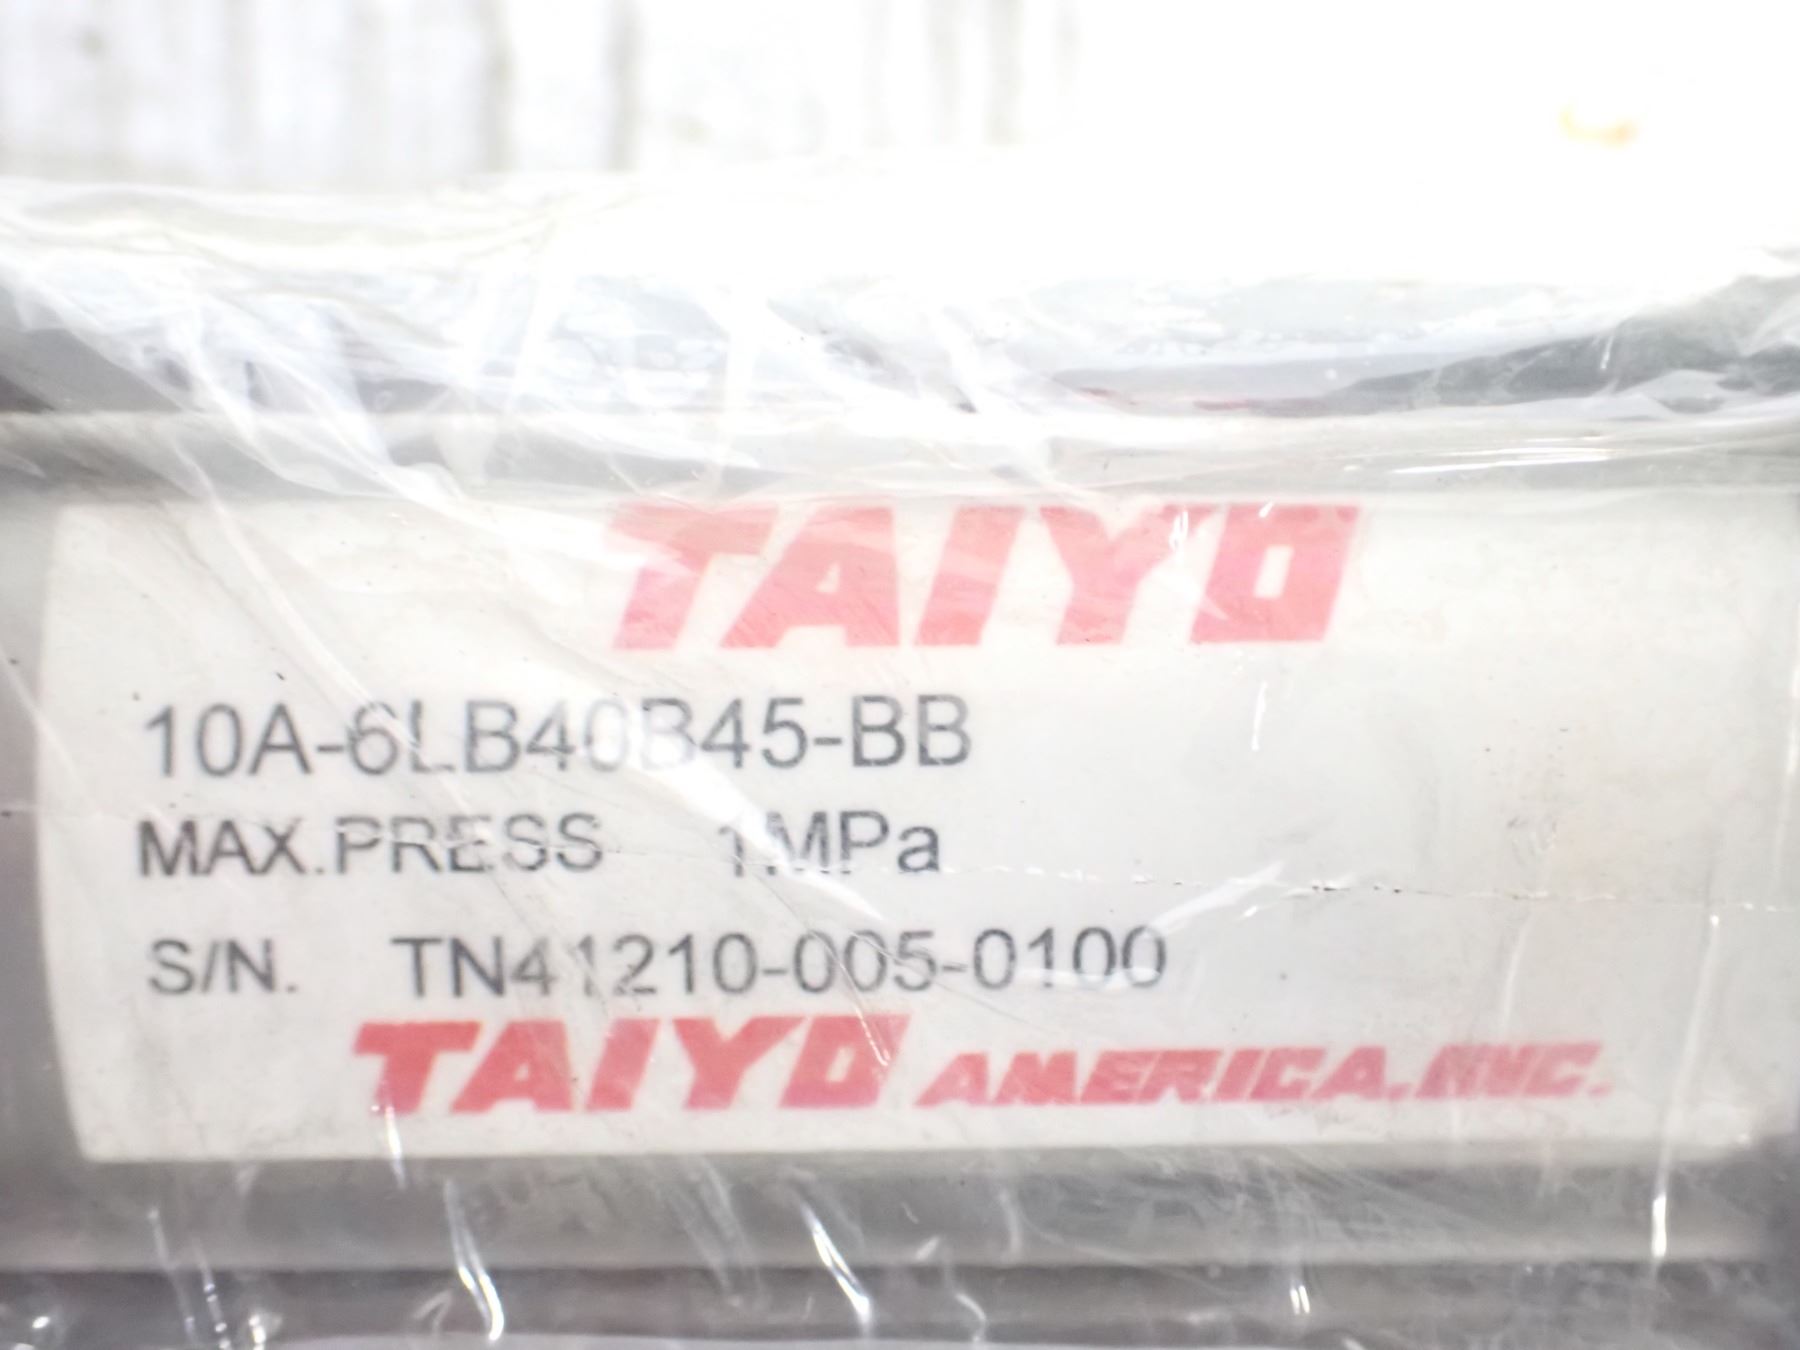 TAIYO
10A-6LB40B45-BB
MAX.PRESS 1MPa
S/N. TN41210-005-0100
TAIYO AMERICA, INC.